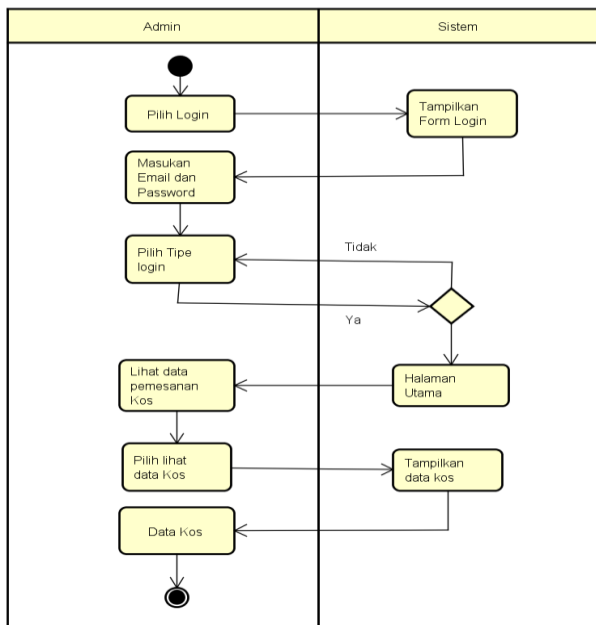 Admin
Sistem
Pilih Login
Tampilkan
Form Login
Masukan
Email dan
Password
Pilih Tipe
login
Tidak
Ya
Lihat data
pemesanan
Kos
Halaman
Utama
Pilih lihat
data Kos
Tampilkan
data kos
Data Kos